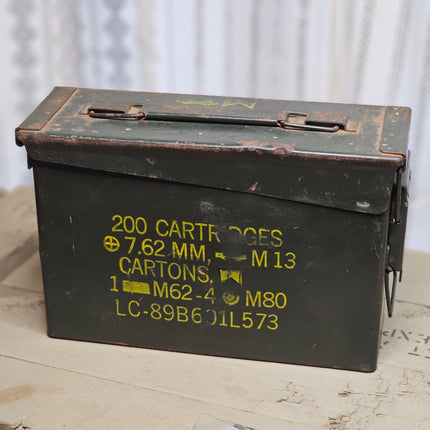 200 CARTRIDGES
7.62 MM, M13
CARTONS,
1 M62-4 M80
LC-89B601L573